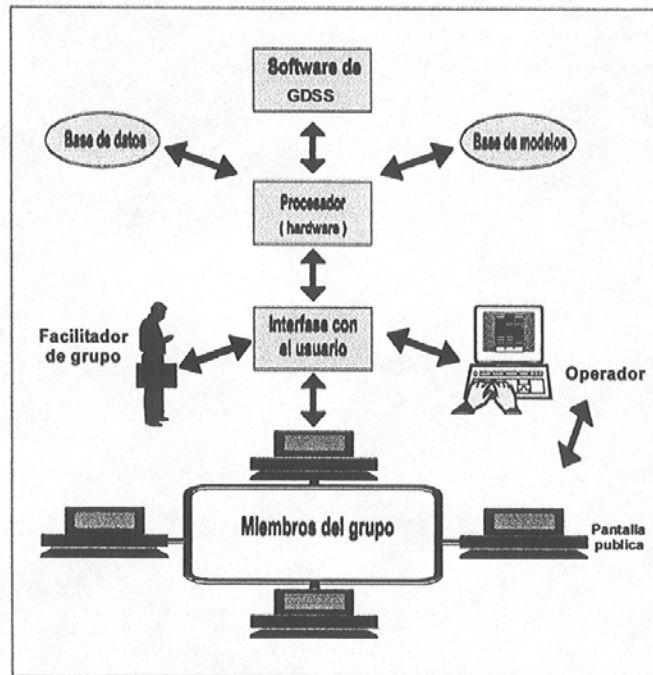 Software de
GDSS
Base de datos
Base de modelos
Procesador
( hardware )
Facilitador
de grupo
Interfase con
el usuario
Operador
Miembros del grupo
Pantalla
publica